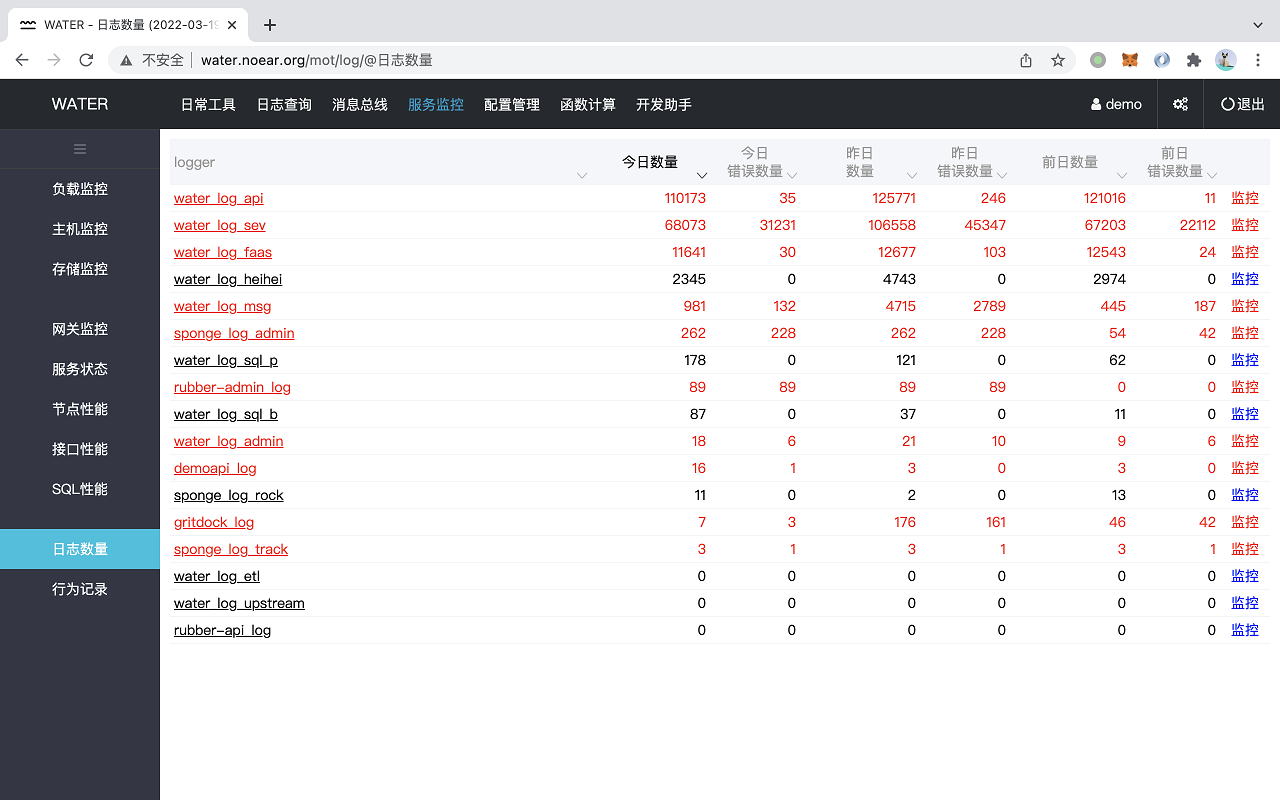 WATER - 日志数量 (2022-03-19
不安全 water.noear.org/mot/log/@日志数量
WATER 日常工具 日志查询 消息总线 服务监控 配置管理 函数计算 开发助手 demo 退出
负载监控
主机监控
存储监控
网关监控
服务状态
节点性能
接口性能
SQL性能
日志数量
行为记录
logger 今日数量 今日错误数量 昨日数量 昨日错误数量 前日数量 前日错误数量
water_log_api 110173 35 125771 246 121016 11 监控
water_log_sev 68073 31231 106558 45347 67203 22112 监控
water_log_faas 11641 30 12677 103 12543 24 监控
water_log_heihei 2345 0 4743 0 2974 0 监控
water_log_msg 981 132 4715 2789 445 187 监控
sponge_log_admin 262 228 262 228 54 42 监控
water_log_sql_p 178 0 121 0 62 0 监控
rubber-admin_log 89 89 89 89 0 0 监控
water_log_sql_b 87 0 37 0 11 0 监控
water_log_admin 18 6 21 10 9 6 监控
demoapi_log 16 1 3 0 3 0 监控
sponge_log_rock 11 0 2 0 13 0 监控
gritdock_log 7 3 176 161 46 42 监控
sponge_log_track 3 1 3 1 3 1 监控
water_log_etl 0 0 0 0 0 0 监控
water_log_upstream 0 0 0 0 0 0 监控
rubber-api_log 0 0 0 0 0 0 监控